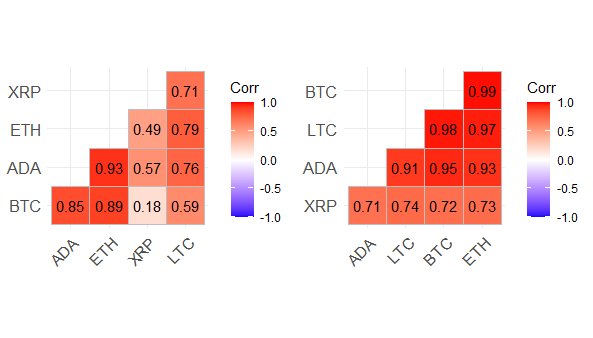 Corr
XRP 0.71
ETH 0.49 0.79
ADA 0.93 0.57 0.76
BTC 0.85 0.89 0.18 0.59
ADA ETH XRP LTC
1.0
0.5
0.0
-0.5
-1.0
Corr
BTC 0.99
LTC 0.98 0.97
ADA 0.91 0.95 0.93
XRP 0.71 0.74 0.72 0.73
ADA LTC BTC ETH
1.0
0.5
0.0
-0.5
-1.0